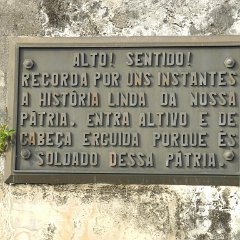 ALTO! SENTIDO!
RECORDA POR UNS INSTANTES
A HISTÓRIA LINDA DA NOSSA
PÁTRIA. ENTRA ALTIVO E DE
CABEÇA ERGUIDA PORQUE ÉS
SOLDADO DESSA PÁTRIA.